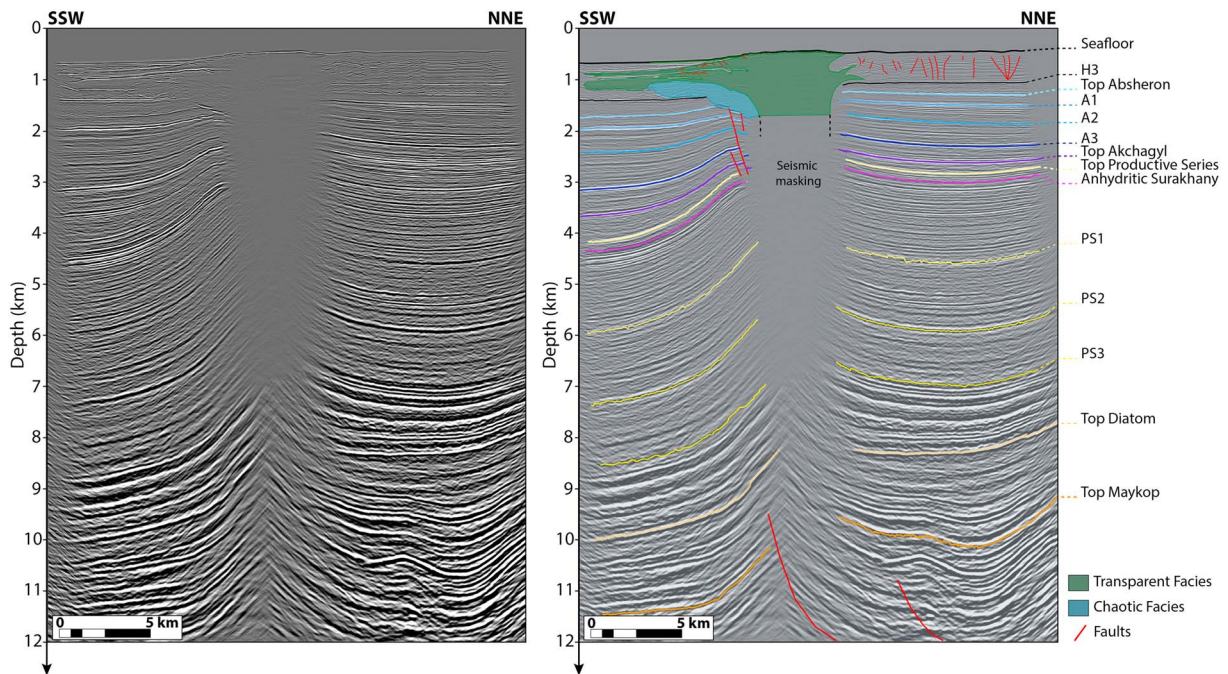 SSW
NNE
0
1
2
3
4
5
6
7
8
9
10
11
12
Depth (km)
0
5 km
SSW
NNE
0
1
2
3
4
5
6
7
8
9
10
11
12
Depth (km)
Seismic
masking
0
5 km
Seafloor
H3
Top Absheron
A1
A2
A3
Top Akchagyl
Top Productive Series
Anhydritic Surakhany
PS1
PS2
PS3
Top Diatom
Top Maykop
Transparent Facies
Chaotic Facies
Faults